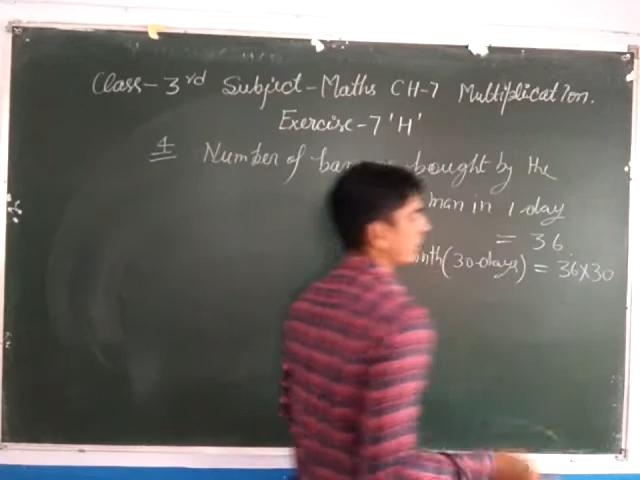 Class-3rd Subject-Maths CH-7 Multiplication.
Exercise-7'H'
4 Number of bought by the
man in 1 day
= 36
(30 days) = 36x30